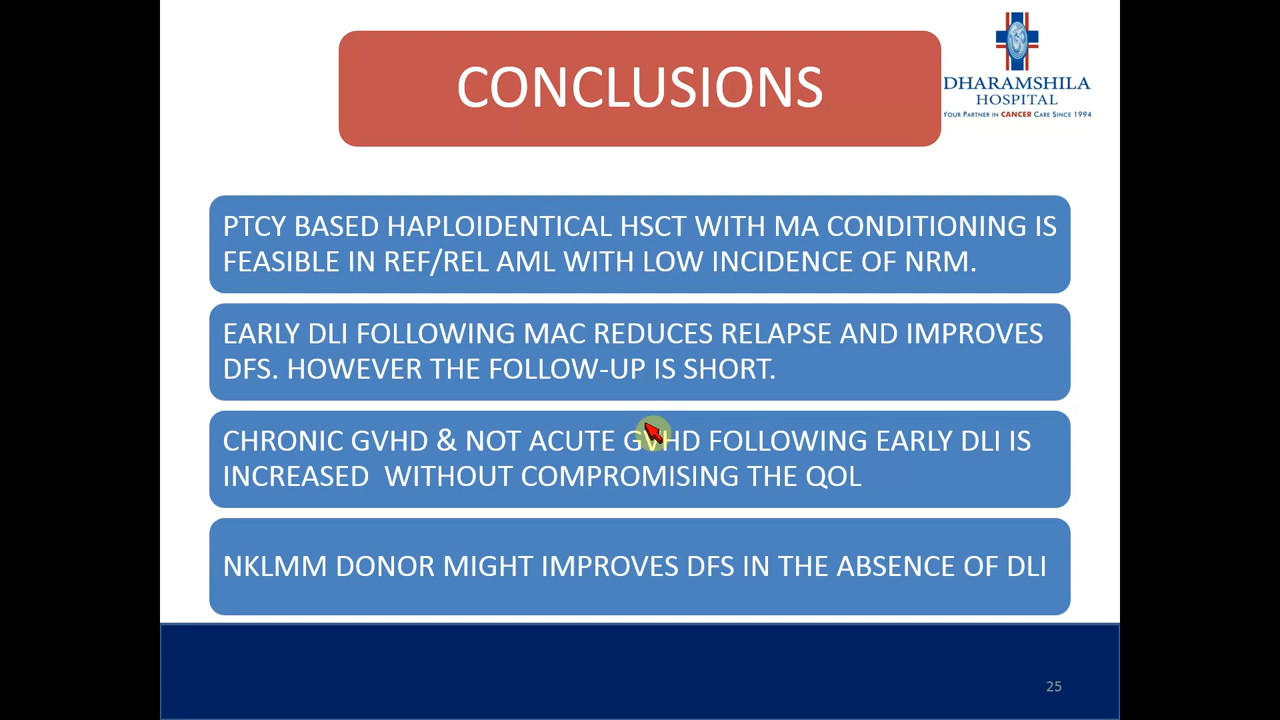 CONCLUSIONS
DHARAMSHILA
HOSPITAL
YOUR PARTNER IN CANCER CARE SINCE 1994
PTCY BASED HAPLOIDENTICAL HSCT WITH MA CONDITIONING IS
FEASIBLE IN REF/REL AML WITH LOW INCIDENCE OF NRM.
EARLY DLI FOLLOWING MAC REDUCES RELAPSE AND IMPROVES
DFS. HOWEVER THE FOLLOW-UP IS SHORT.
CHRONIC GVHD & NOT ACUTE GVHD FOLLOWING EARLY DLI IS
INCREASED  WITHOUT COMPROMISING THE QOL
NKLMM DONOR MIGHT IMPROVES DFS IN THE ABSENCE OF DLI
25